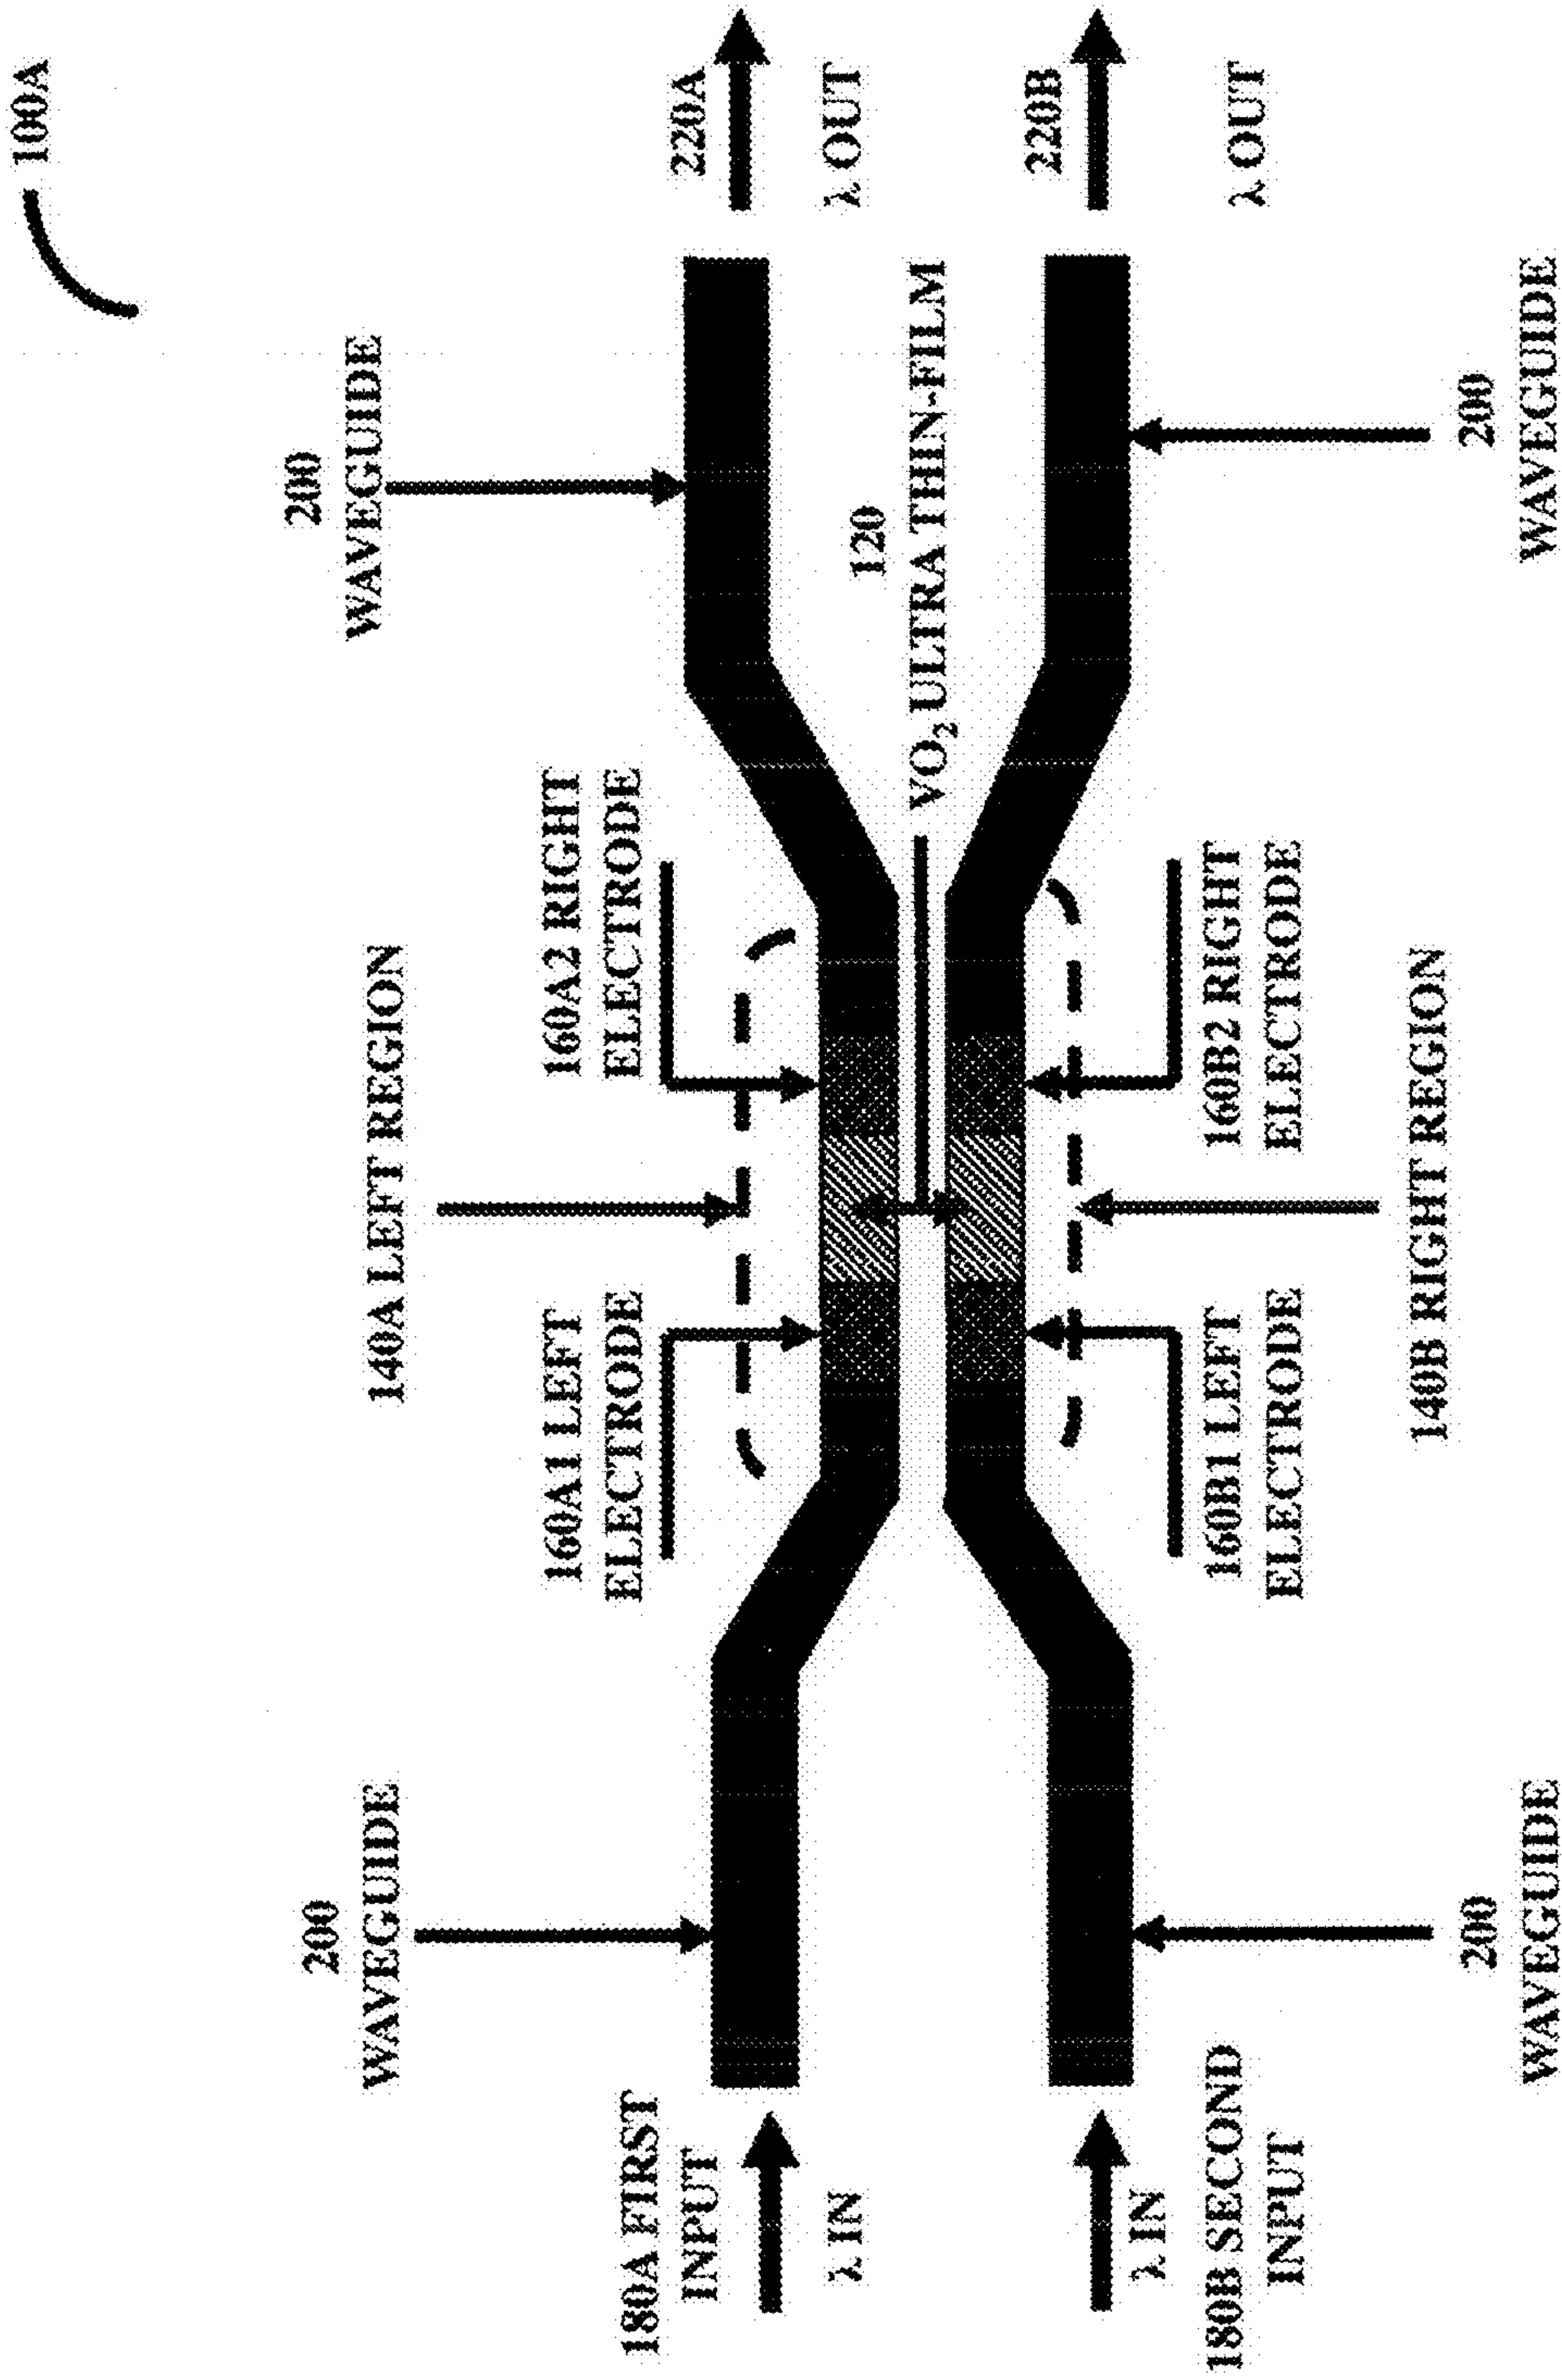 100A
200
WAVEGUIDE
200
WAVEGUIDE
140A LEFT REGION
160A1 LEFT
ELECTRODE
160A2 RIGHT
ELECTRODE
180A FIRST
INPUT
λ IN
220A
λ OUT
120
VO₂ ULTRA THIN-FILM
220B
λ OUT
λ IN
180B SECOND
INPUT
160B1 LEFT
ELECTRODE
160B2 RIGHT
ELECTRODE
140B RIGHT REGION
200
WAVEGUIDE
200
WAVEGUIDE